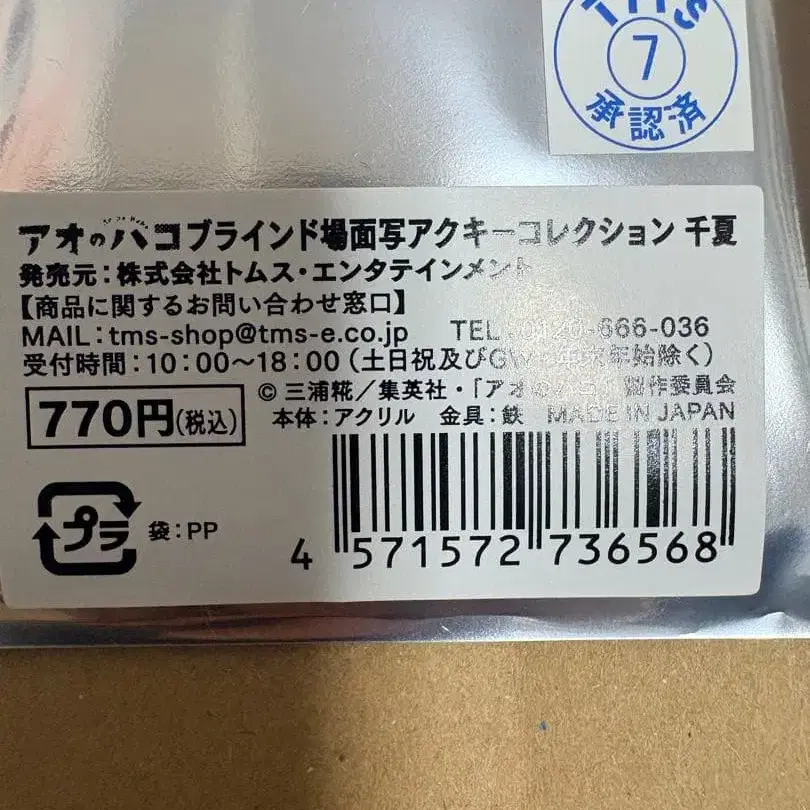 TMS
7
承認済
アオのハコブラインド場面写アクキーコレクション 千夏
発売元：株式会社トムス・エンタテインメント
【商品に関するお問い合わせ窓口】
MAIL：tms-shop@tms-e.co.jp TEL：0120-666-036
受付時間：10：00〜18：00（土日祝及びGW、年末年始除く）
© 三浦糀／集英社・「アオのハコ」製作委員会
770円(税込)
本体：アクリル 金具：鉄 MADE IN JAPAN
プラ 袋：PP
4 571572 736568